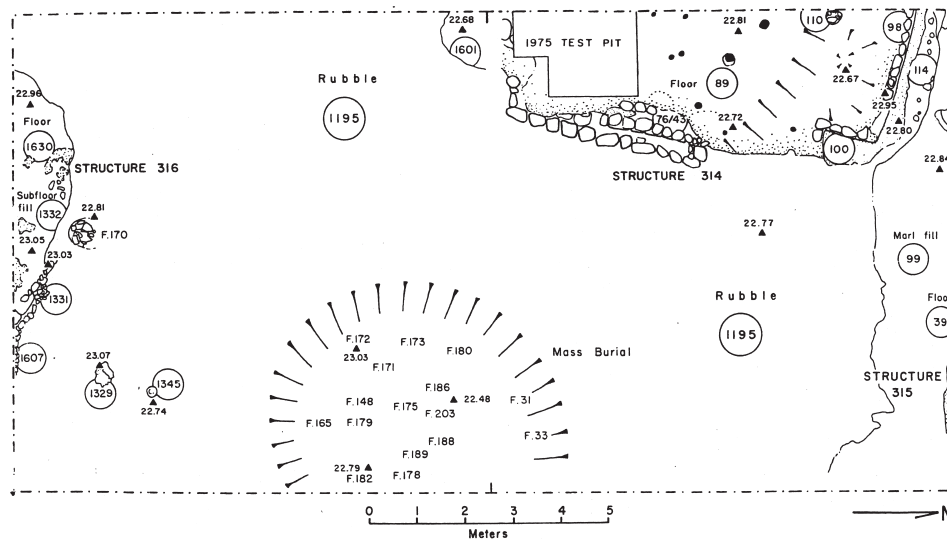 22.68
1601
1975 TEST PIT
22.81
110
98
22.67
114
Floor
89
22.95
22.80
22.96
Rubble
1195
Floor
1630
76/43
22.72
100
STRUCTURE 316
STRUCTURE 314
22.84
Subfloor
fill
1332
22.81
F.170
23.05
23.03
22.77
Marl fill
99
1331
Rubble
1195
Floo
39
1607
23.07
1329
1345
22.74
F.172
23.03
F.173
F.180
F.171
Mass Burial
F.186
22.48
F.148
F.175
F.203
F.31
F.165
F.179
F.33
F.188
F.189
22.79
F.182
F.178
STRUCTURE
315
0 1 2 3 4 5
Meters
N